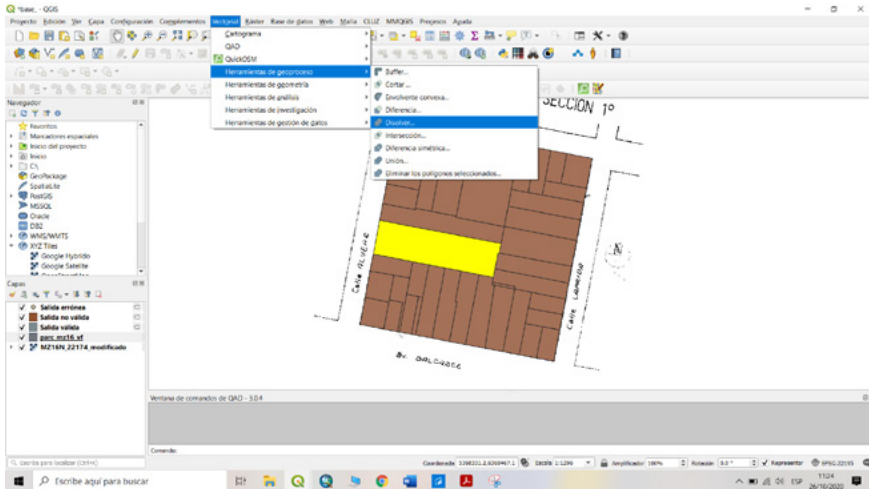 *base_ - QGIS
Proyecto Edición Ver Capa Configuración Complementos Vectorial Ráster Base de datos Web Malla CLUZ MMQGIS Proceso Ayuda
Cartograma
QAD
QuickOSM
Herramientas de geoproceso
Herramientas de geometría
Herramientas de análisis
Herramientas de investigación
Herramientas de gestión de datos
Buffer...
Cortar...
Envolvente convexa...
Diferencia...
Disolver...
Intersección...
Diferencia simétrica...
Unión...
Eliminar los polígonos seleccionados...
Navegador
Favoritos
Marcadores espaciales
Inicio del proyecto
Inicio
C:\
GeoPackage
SpatiaLite
PostGIS
MSSQL
Oracle
DB2
WMS/WMTS
XYZ Tiles
Google Hybrido
Google Satelite
Capas
Salida errónea
Salida no válida
Salida válida
parc_mz16_vf
MZ16N_22174_modificado
SECCION 1º
Calle ALVEAR
Calle
Bv.
N
Ventana de comandos de QAD - 3.0.4
Comando:
Escriba para localizar (Ctrl+K)
Coordenada
Escala 1:1296
Amplificador 100%
Rotación 0.0 °
Representar
EPSG:22195
Escribe aquí para buscar
ESP
11:24
26/10/2020